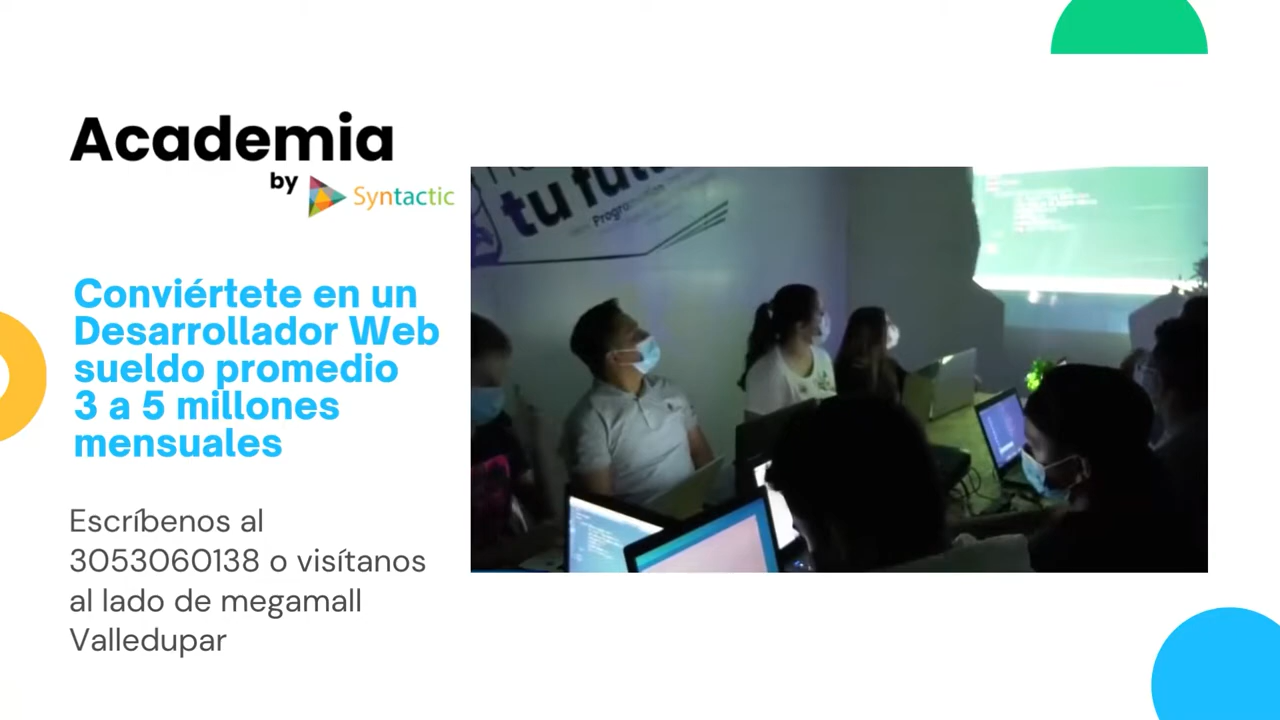 Academia
by Syntactic
Conviértete en un
Desarrollador Web
sueldo promedio
3 a 5 millones
mensuales
Escríbenos al
3053060138 o visítanos
al lado de megamall
Valledupar
tu